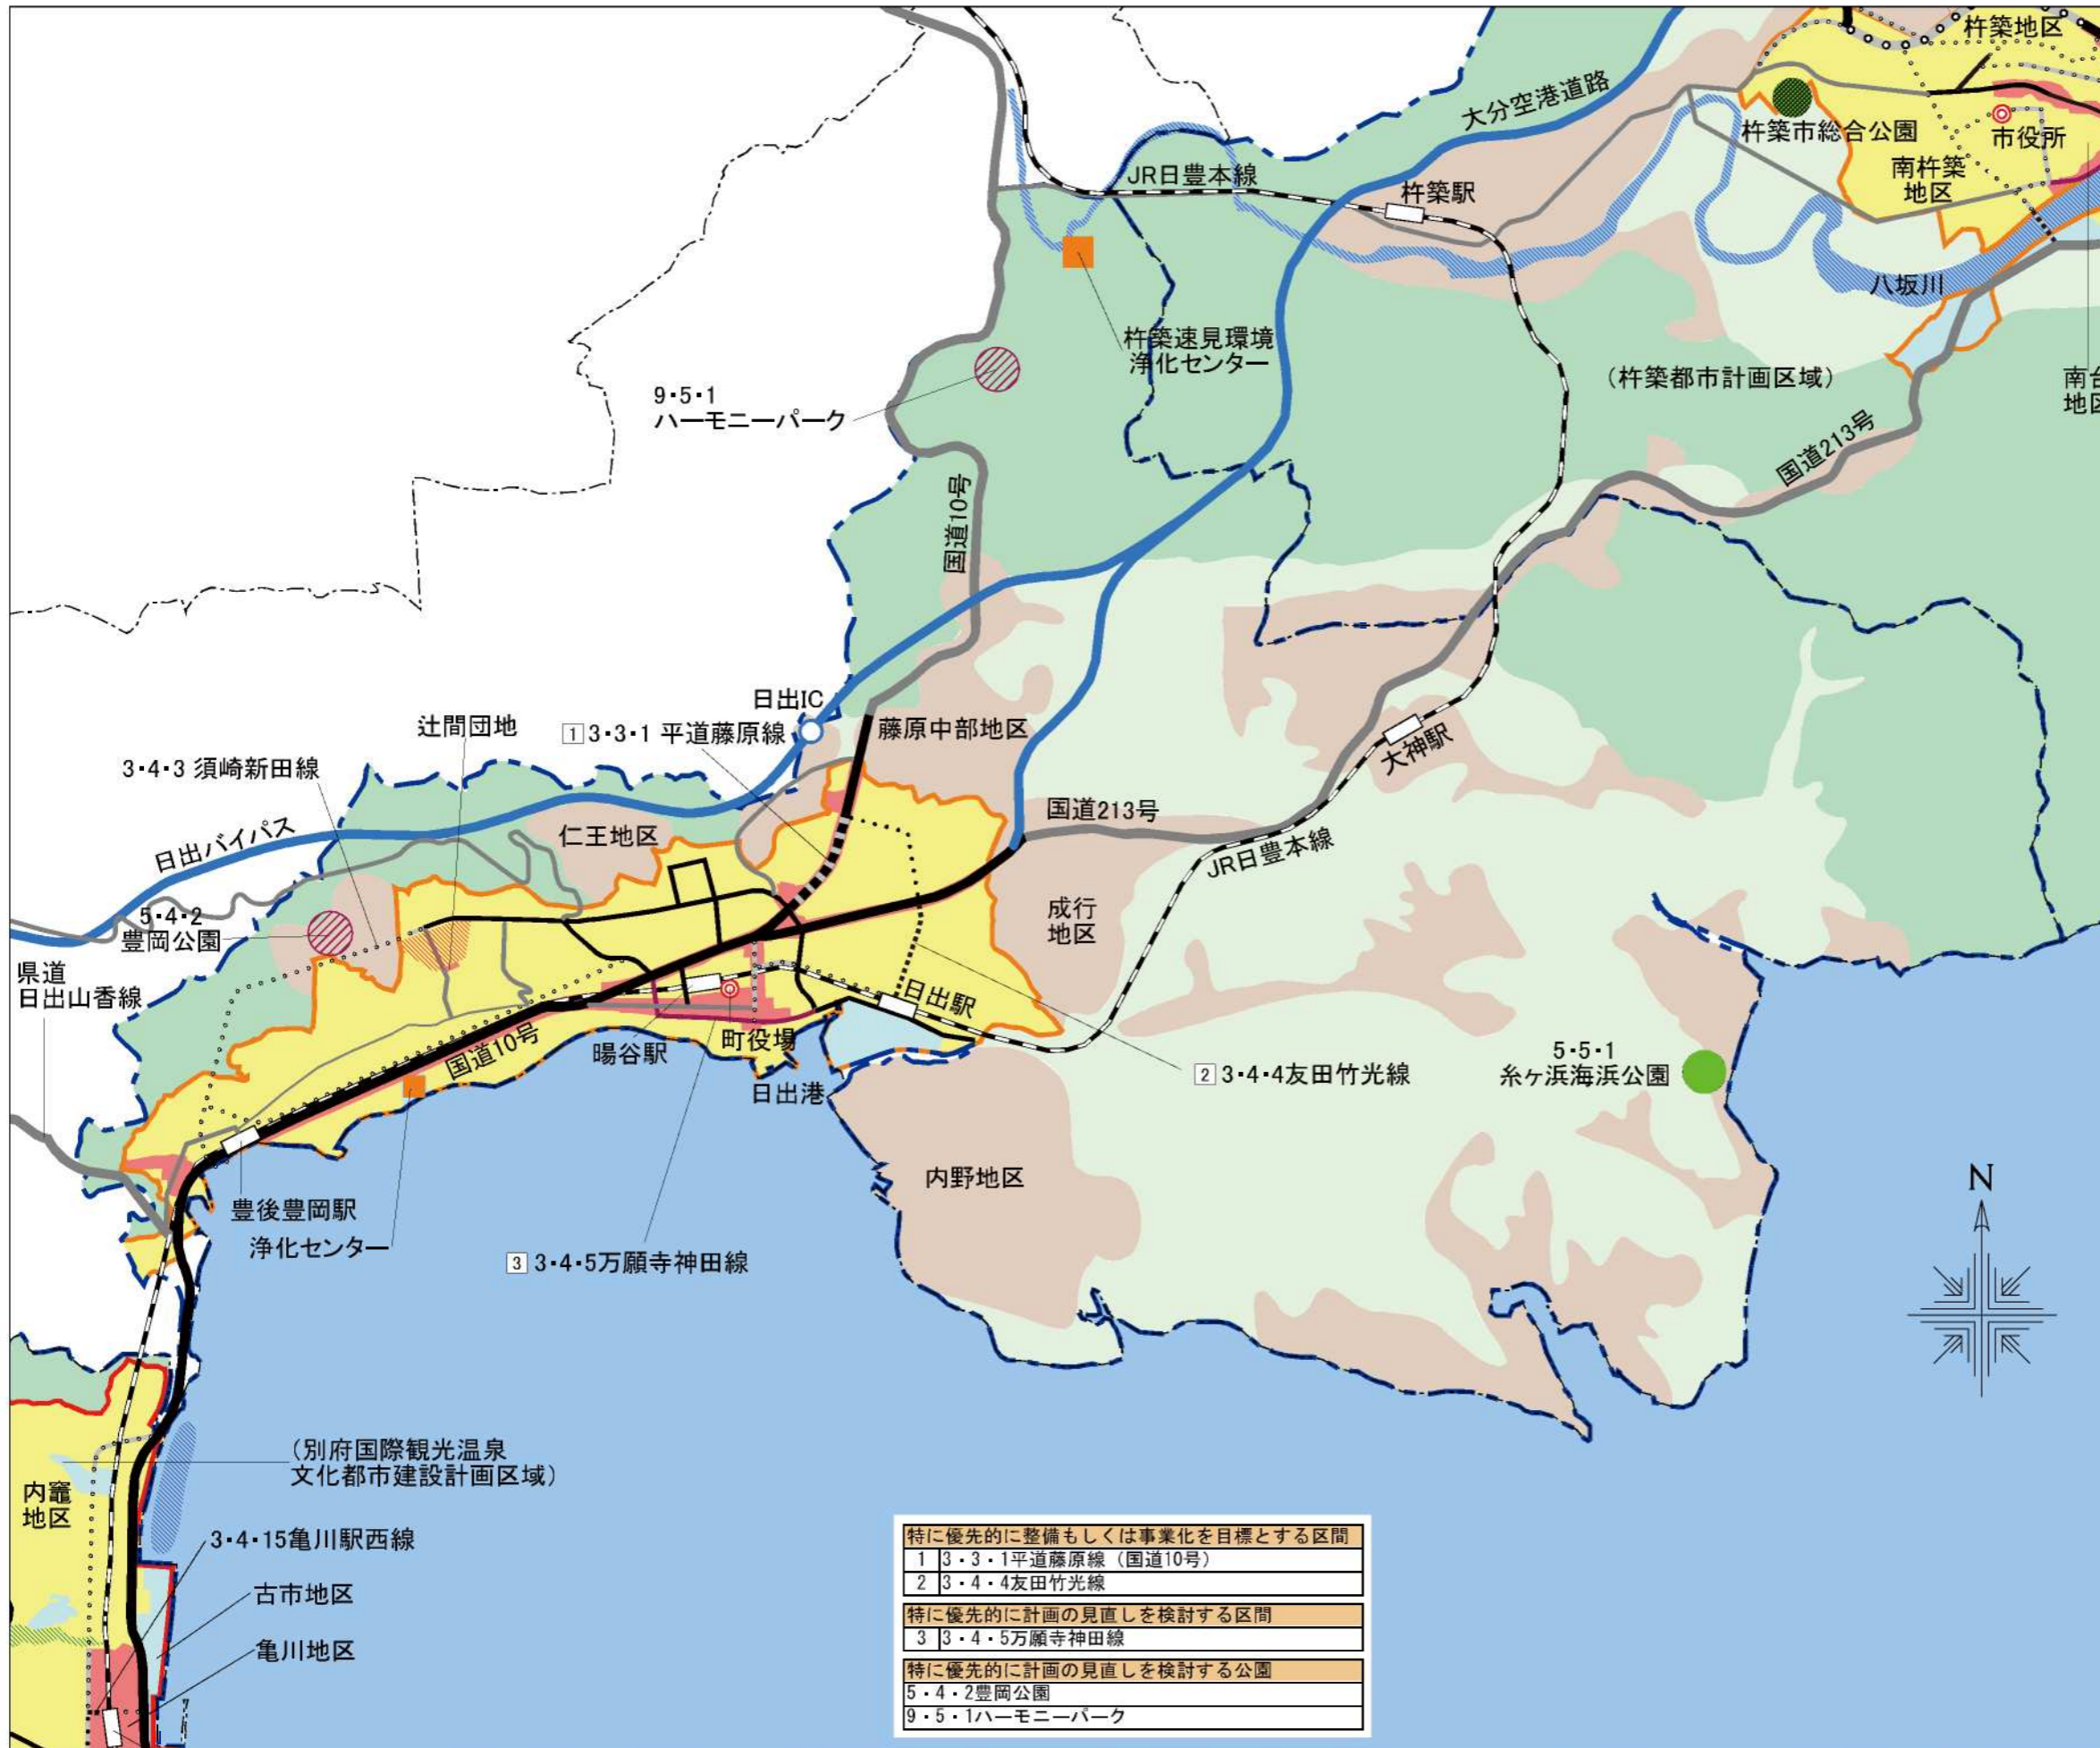 杵築地区
大分空港道路
杵築市総合公園
市役所
南杵築
地区
JR日豊本線
杵築駅
八坂川
杵築速見環境
浄化センター
(杵築都市計画区域)
9・5・1
ハーモニーパーク
国道213号
国道10号
日出IC
藤原中部地区
辻間団地
1 3・3・1 平道藤原線
3・4・3 須崎新田線
大神駅
国道213号
日出バイパス
仁王地区
JR日豊本線
5・4・2
豊岡公園
成行
地区
県道
日出山香線
日出駅
国道10号
暘谷駅
町役場
日出港
2 3・4・4友田竹光線
5・5・1
糸ヶ浜海浜公園
内野地区
豊後豊岡駅
浄化センター
3 3・4・5万願寺神田線
N
(別府国際観光温泉
文化都市建設計画区域)
内竈
地区
3・4・15亀川駅西線
古市地区
亀川地区
特に優先的に整備もしくは事業化を目標とする区間
1 3・3・1平道藤原線(国道10号)
2 3・4・4友田竹光線
特に優先的に計画の見直しを検討する区間
3 3・4・5万願寺神田線
特に優先的に計画の見直しを検討する公園
5・4・2豊岡公園
9・5・1ハーモニーパーク